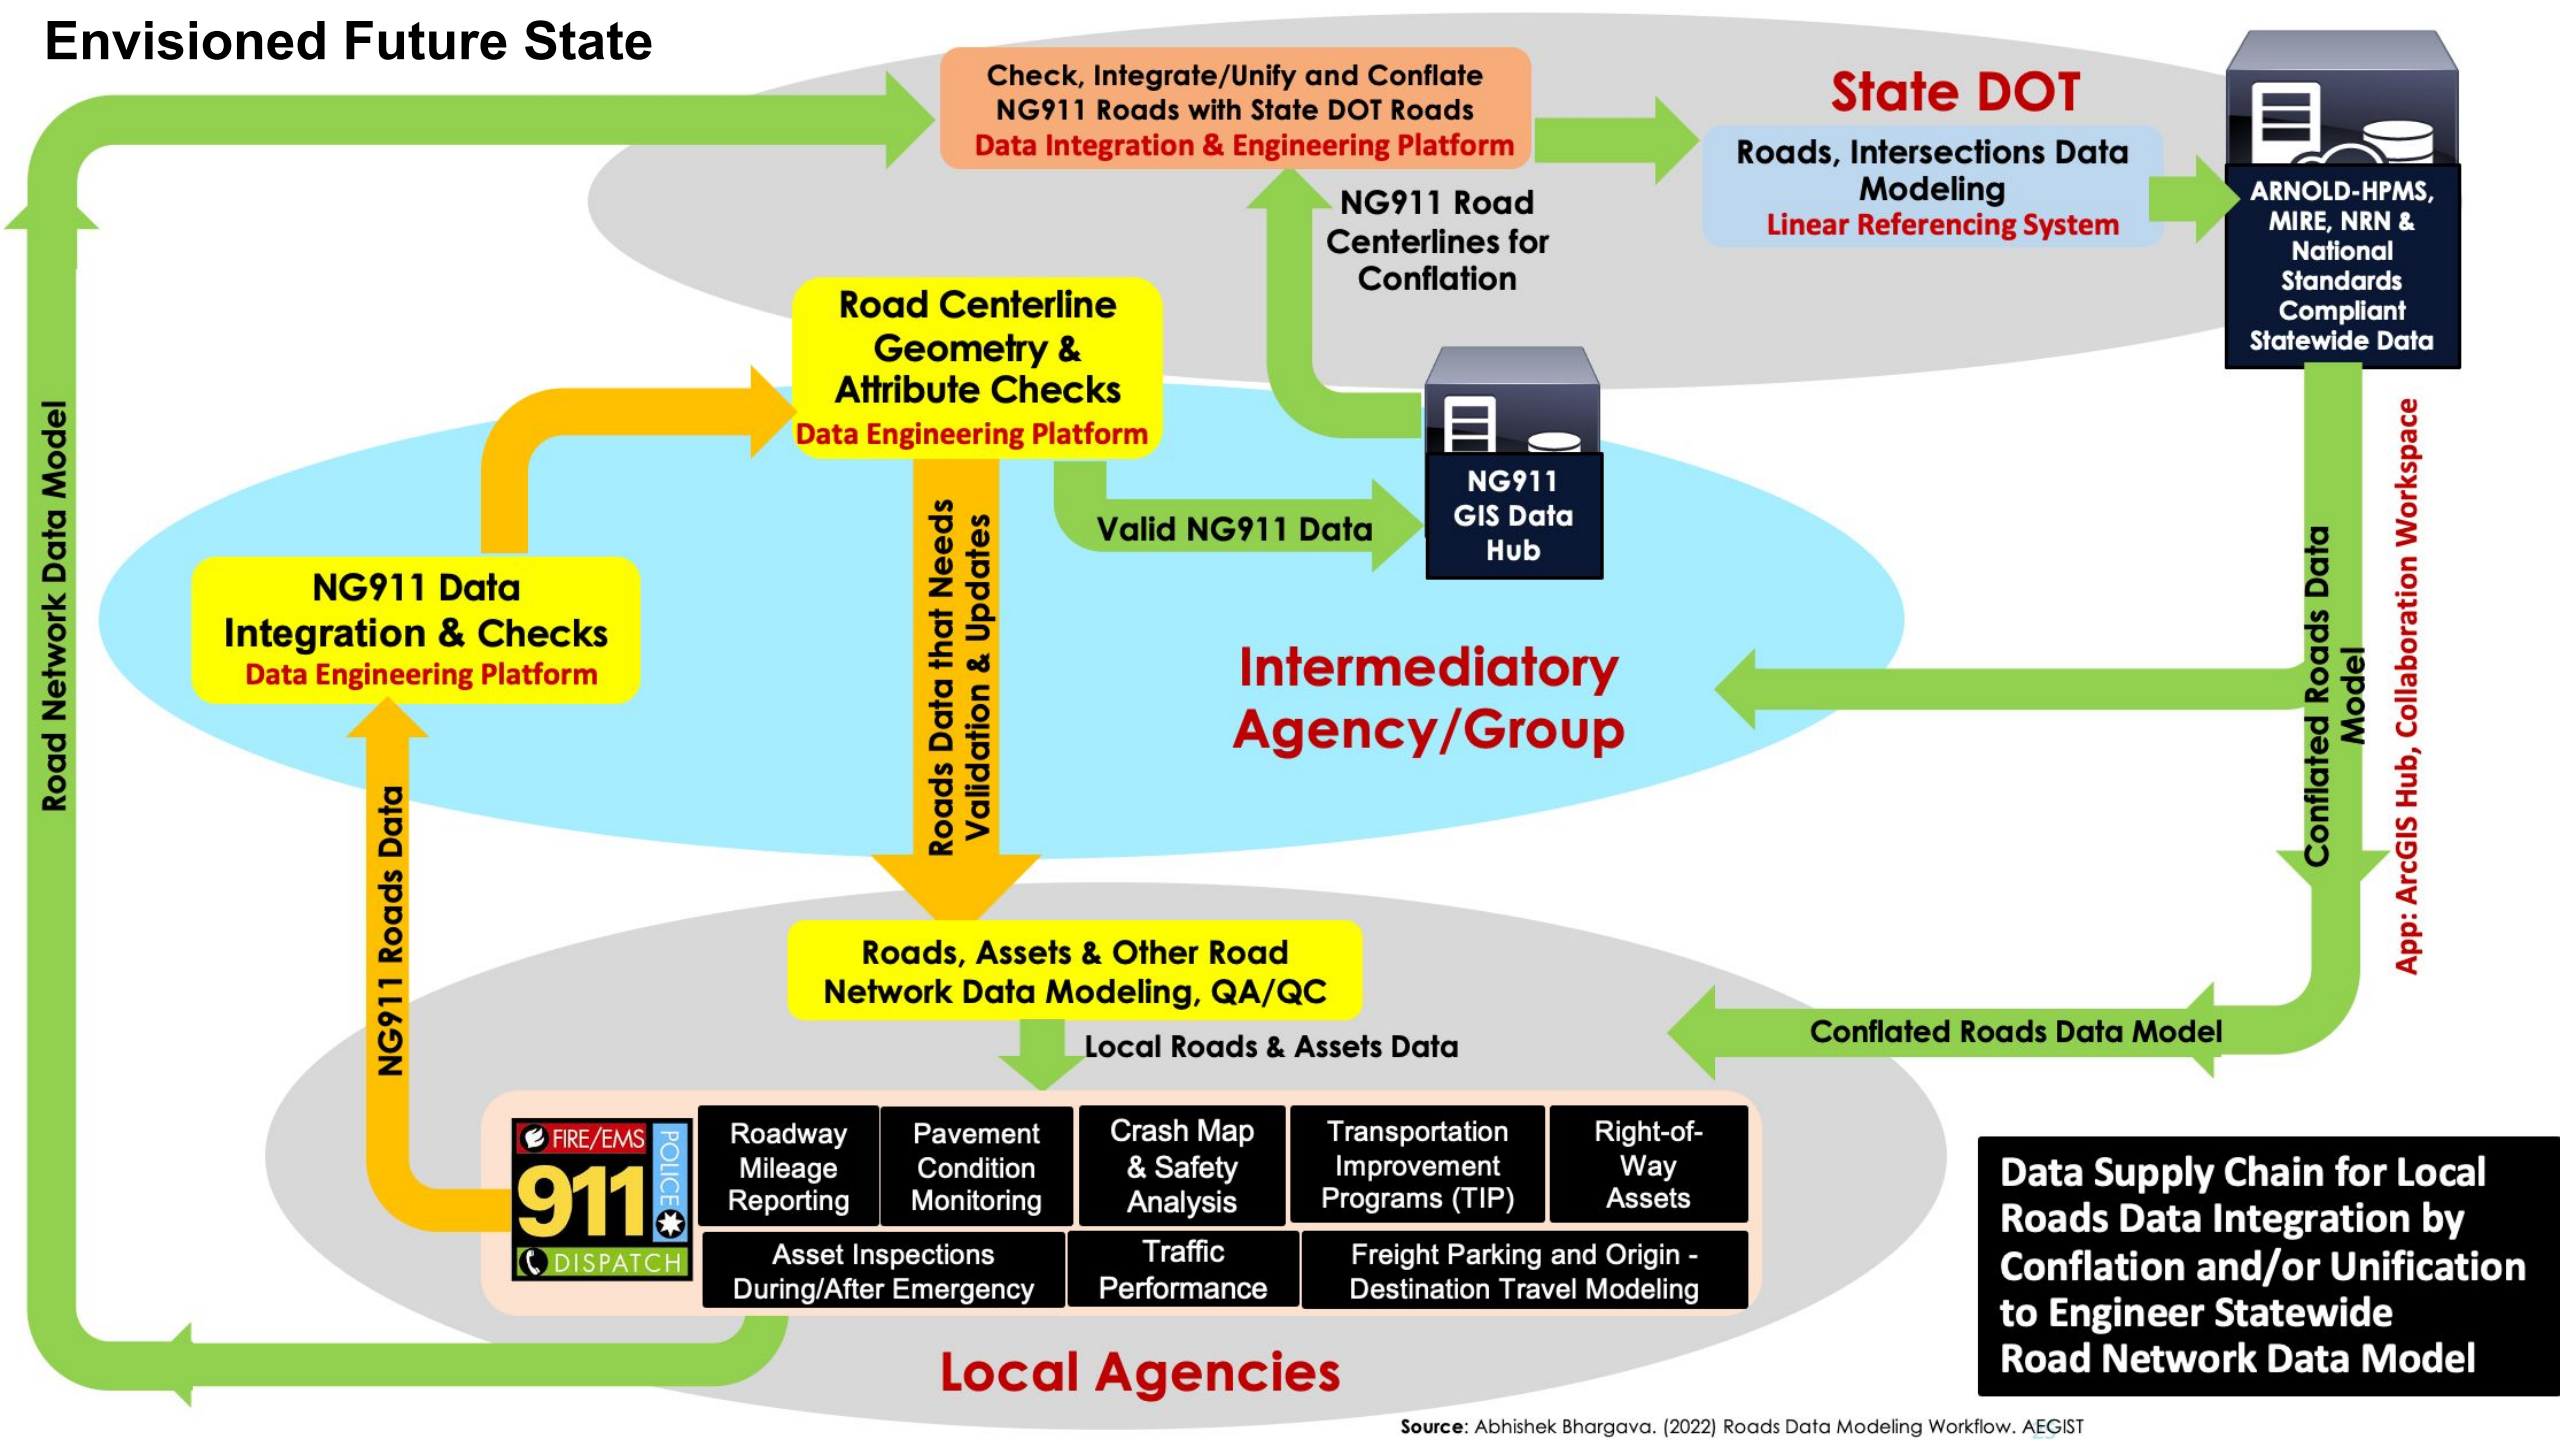 Envisioned Future State
Check, Integrate/Unify and Conflate
NG911 Roads with State DOT Roads
Data Integration & Engineering Platform
State DOT
Roads, Intersections Data
Modeling
Linear Referencing System
ARNOLD-HPMS,
MIRE, NRN &
National
Standards
Compliant
Statewide Data
NG911 Road
Centerlines for
Conflation
Road Centerline
Geometry &
Attribute Checks
Data Engineering Platform
Valid NG911 Data
NG911
GIS Data
Hub
NG911 Data
Integration & Checks
Data Engineering Platform
Road Network Data Model
Roads Data that Needs
Validation & Updates
Intermediatory
Agency/Group
Conflated Roads Data
Model
App: ArcGIS Hub, Collaboration Workspace
NG911 Roads Data
Roads, Assets & Other Road
Network Data Modeling, QA/QC
Local Roads & Assets Data
Conflated Roads Data Model
FIRE/EMS
POLICE
911
DISPATCH
Roadway
Mileage
Reporting
Pavement
Condition
Monitoring
Crash Map
& Safety
Analysis
Transportation
Improvement
Programs (TIP)
Right-of-
Way
Assets
Asset Inspections
During/After Emergency
Traffic
Performance
Freight Parking and Origin -
Destination Travel Modeling
Local Agencies
Data Supply Chain for Local
Roads Data Integration by
Conflation and/or Unification
to Engineer Statewide
Road Network Data Model
Source: Abhishek Bhargava. (2022) Roads Data Modeling Workflow. AEGIST